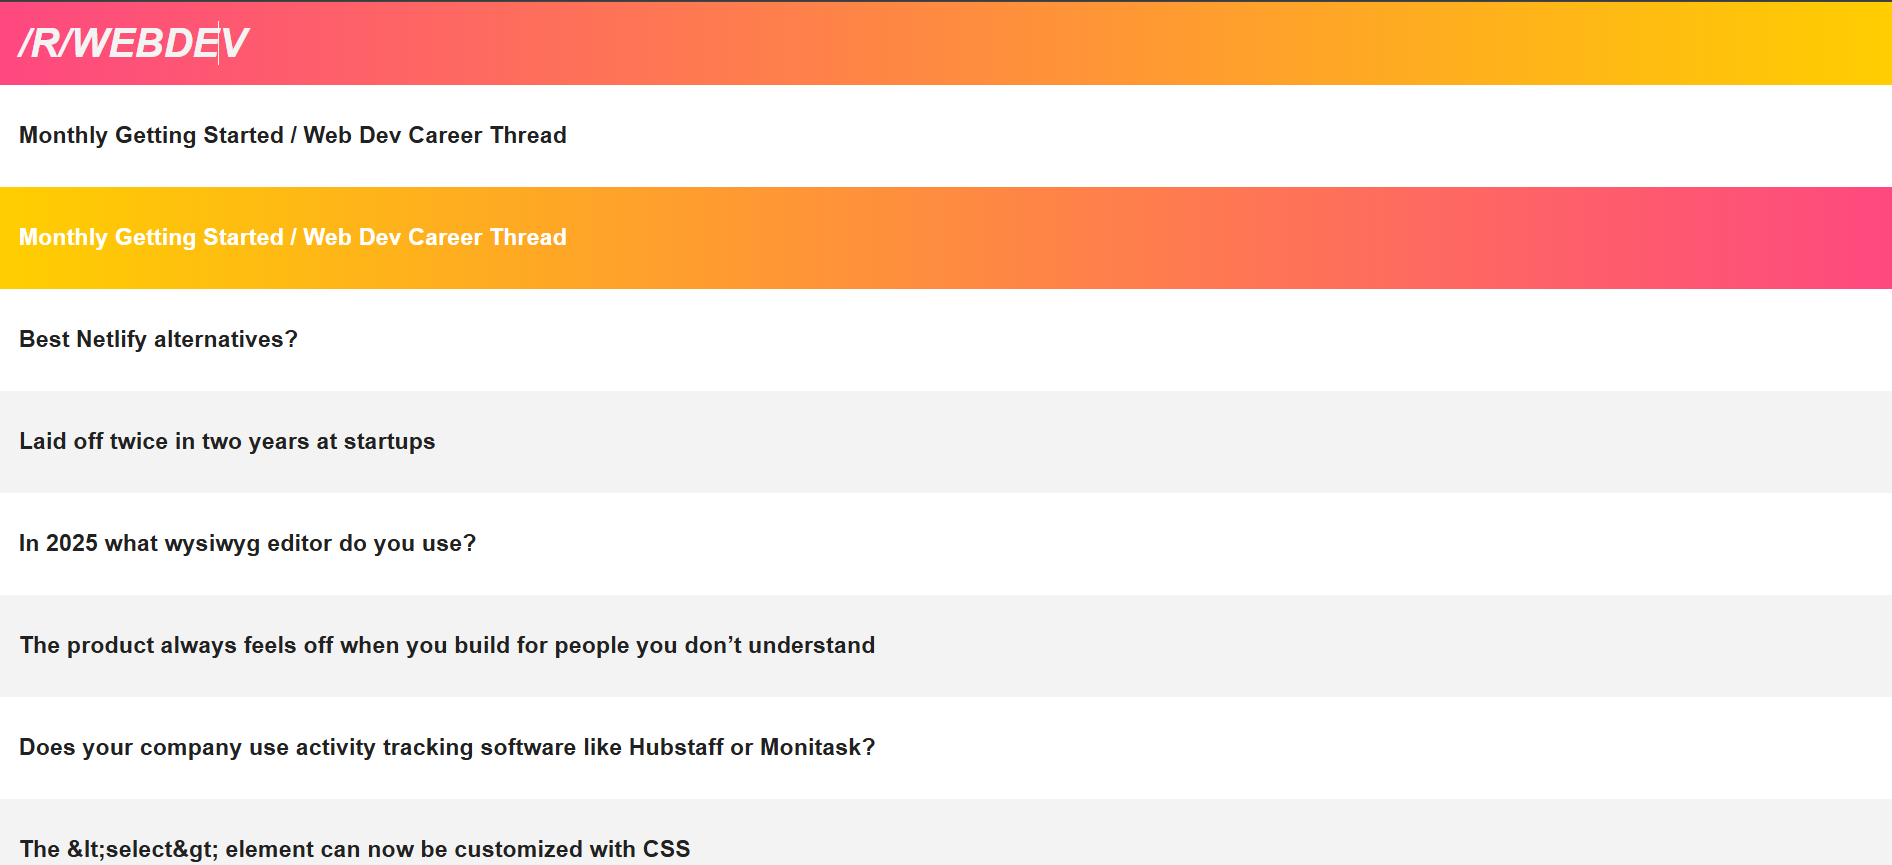 /R/WEBDEV
Monthly Getting Started / Web Dev Career Thread
Monthly Getting Started / Web Dev Career Thread
Best Netlify alternatives?
Laid off twice in two years at startups
In 2025 what wysiwyg editor do you use?
The product always feels off when you build for people you don’t understand
Does your company use activity tracking software like Hubstaff or Monitask?
The &lt;select&gt; element can now be customized with CSS